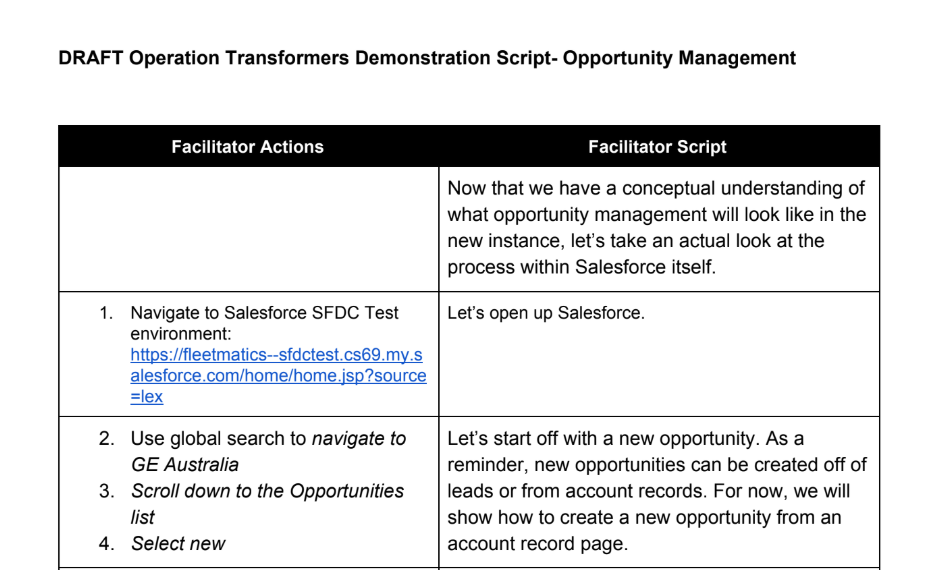 DRAFT Operation Transformers Demonstration Script- Opportunity Management
Facilitator Actions
Facilitator Script
Now that we have a conceptual understanding of
what opportunity management will look like in the
new instance, let’s take an actual look at the
process within Salesforce itself.
1. Navigate to Salesforce SFDC Test
environment:
https://fleetmatics--sfdctest.cs69.my.s
alesforce.com/home/home.jsp?source
=lex
Let’s open up Salesforce.
2. Use global search to navigate to
GE Australia
3. Scroll down to the Opportunities
list
4. Select new
Let’s start off with a new opportunity. As a
reminder, new opportunities can be created off of
leads or from account records. For now, we will
show how to create a new opportunity from an
account record page.